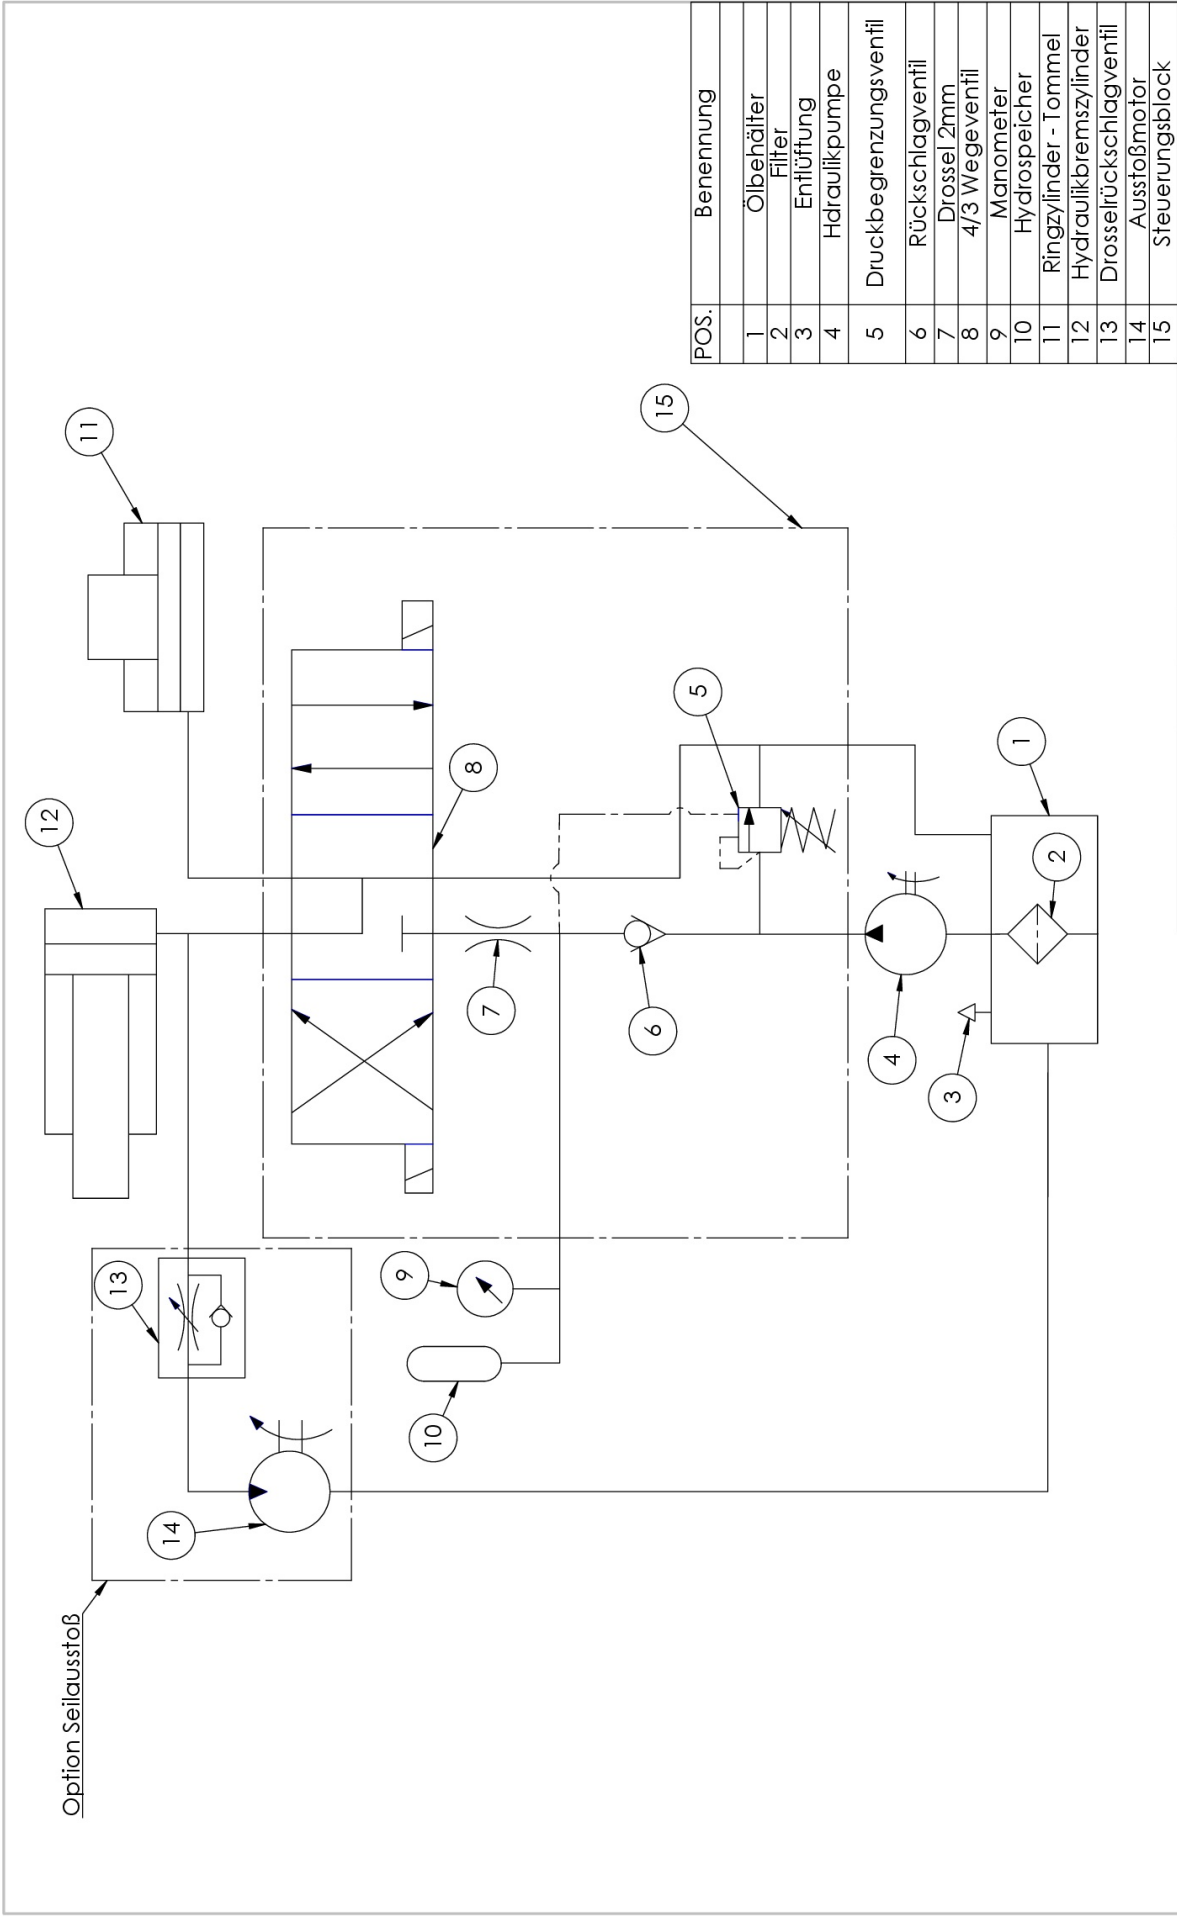 Option Seilausstoß
14
13
12
11
10
9
8
7
6
5
15
4
3
2
1
POS. Benennung
1 Ölbehälter
2 Filter
3 Entlüftung
4 Hdraulikpumpe
5 Druckbegrenzungsventil
6 Rückschlagventil
7 Drossel 2mm
8 4/3 Wegeventil
9 Manometer
10 Hydrospeicher
11 Ringzylinder - Tommel
12 Hydraulikbremszylinder
13 Drosselrückschlagventil
14 Ausstoßmotor
15 Steuerungsblock